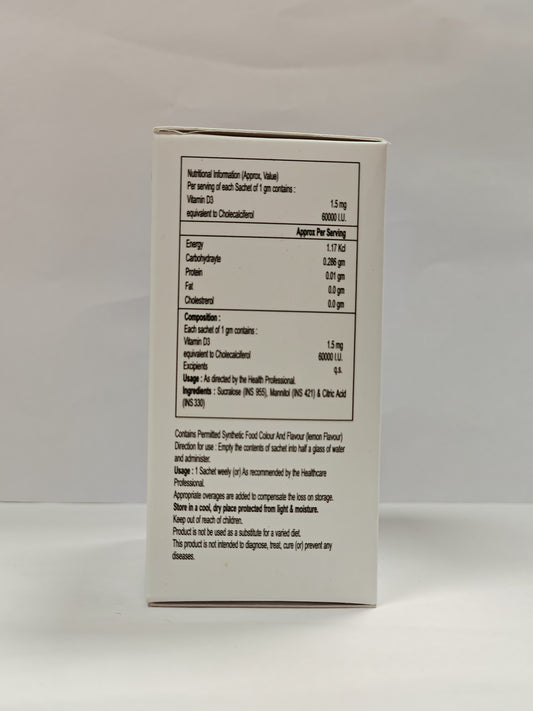 Nutritional Information (Approx, Value)
Per serving of each Sachet of 1 gm contains :
Vitamin D3 1.5 mg
equivalent to Cholecalciferol 60000 I.U.
Approx Per Serving
Energy 1.17 Kcl
Carbohydrayte 0.286 gm
Protein 0.01 gm
Fat 0.0 gm
Cholestrerol 0.0 gm
Composition :
Each sachet of 1 gm contains :
Vitamin D3 1.5 mg
equivalent to Cholecalciferol 60000 I.U.
Excipients q.s.
Usage : As directed by the Health Professional.
Ingredients : Sucralose (INS 955), Mannitol (INS 421) & Citric Acid
(INS 330)
Contains Permitted Synthetic Food Colour And Flavour (lemon Flavour)
Direction for use : Empty the contents of sachet into half a glass of water
and administer.
Usage : 1 Sachet weely (or) As recommended by the Healthcare
Professional.
Appropriate overages are added to compensate the loss on storage.
Store in a cool, dry place protected from light & moisture.
Keep out of reach of children.
Product is not be used as a substitute for a varied diet.
This product is not intended to diagnose, treat, cure (or) prevent any
diseases.